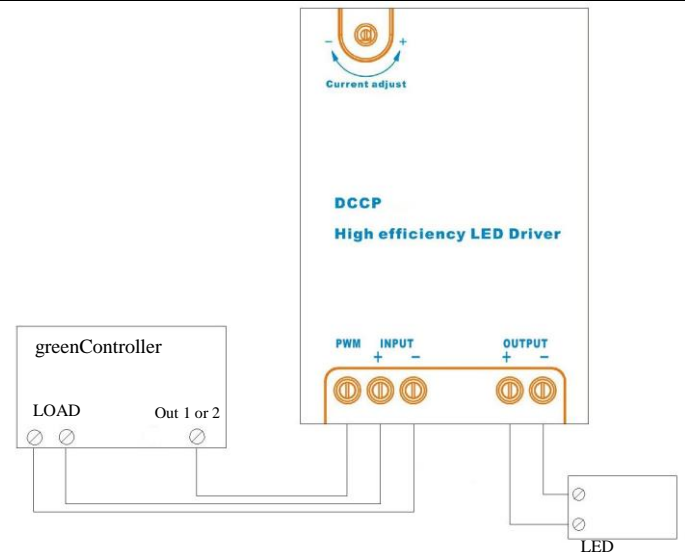 - +
Current adjust
DCCP
High efficiency LED Driver
PWM INPUT OUTPUT
+ - + -
greenController
LOAD Out 1 or 2
LED